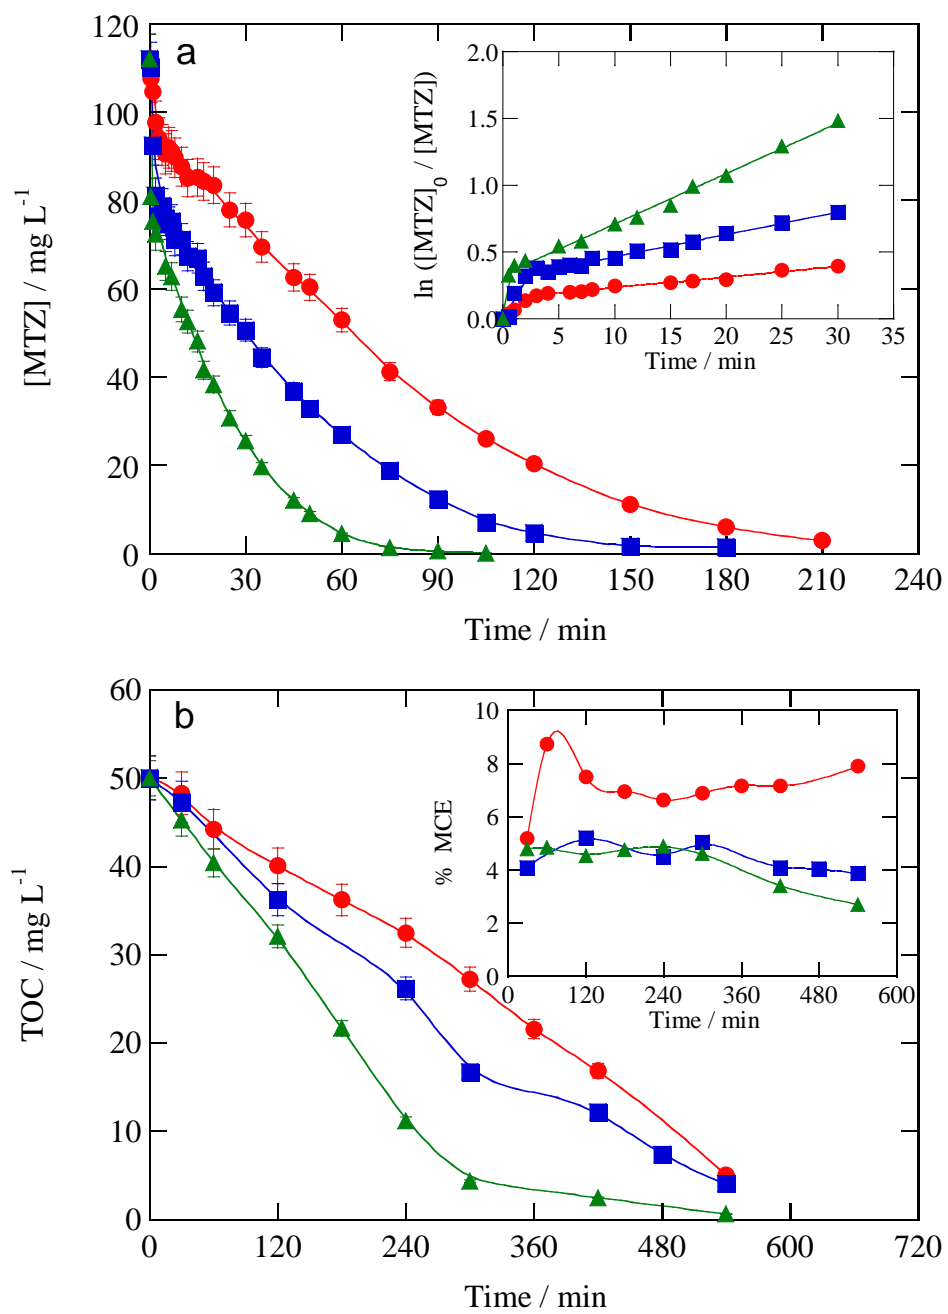 a
[MTZ] / mg L⁻¹
120
100
80
60
40
20
0
0 30 60 90 120 150 180 210 240
Time / min
ln ([MTZ]₀ / [MTZ])
2.0
1.5
1.0
0.5
0.0
0 5 10 15 20 25 30 35
Time / min
b
TOC / mg L⁻¹
60
50
40
30
20
10
0
0 120 240 360 480 600 720
Time / min
% MCE
10
8
6
4
2
0
0 120 240 360 480 600
Time / min